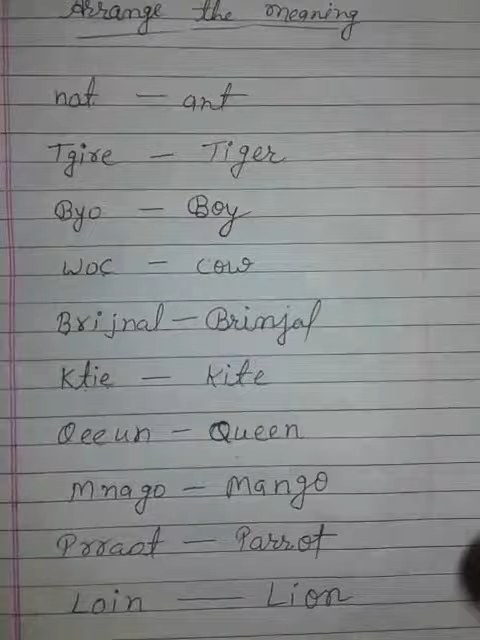 Arrange the meaning
nat - ant
Tgire - Tiger
Byo - Boy
woc - cow
Brijnal - Brinjal
Ktie - Kite
Qeeun - Queen
Mnago - Mango
Prraot - Parrot
Loin - Lion